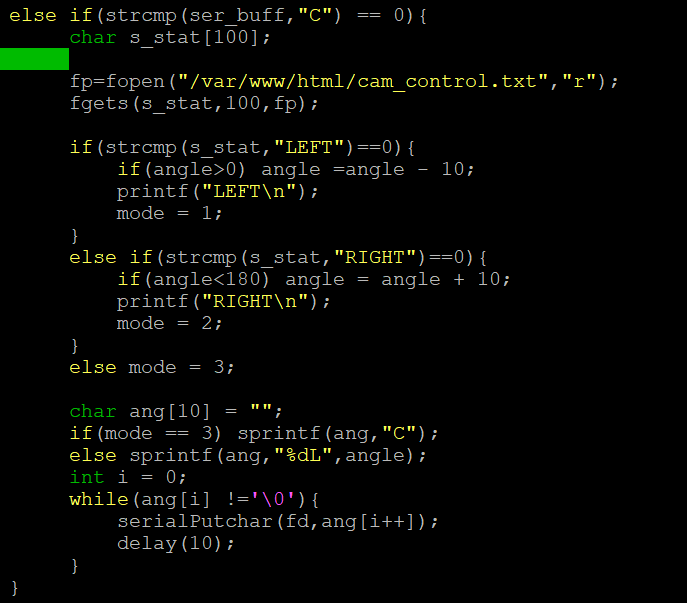 else if(strcmp(ser_buff,"C") == 0){
char s_stat[100];
fp=fopen("/var/www/html/cam_control.txt","r");
fgets(s_stat,100,fp);
if(strcmp(s_stat,"LEFT")==0){
if(angle>0) angle =angle - 10;
printf("LEFT\n");
mode = 1;
}
else if(strcmp(s_stat,"RIGHT")==0){
if(angle<180) angle = angle + 10;
printf("RIGHT\n");
mode = 2;
}
else mode = 3;
char ang[10] = "";
if(mode == 3) sprintf(ang,"C");
else sprintf(ang,"%dL",angle);
int i = 0;
while(ang[i] !='\0'){
serialPutchar(fd,ang[i++]);
delay(10);
}
}